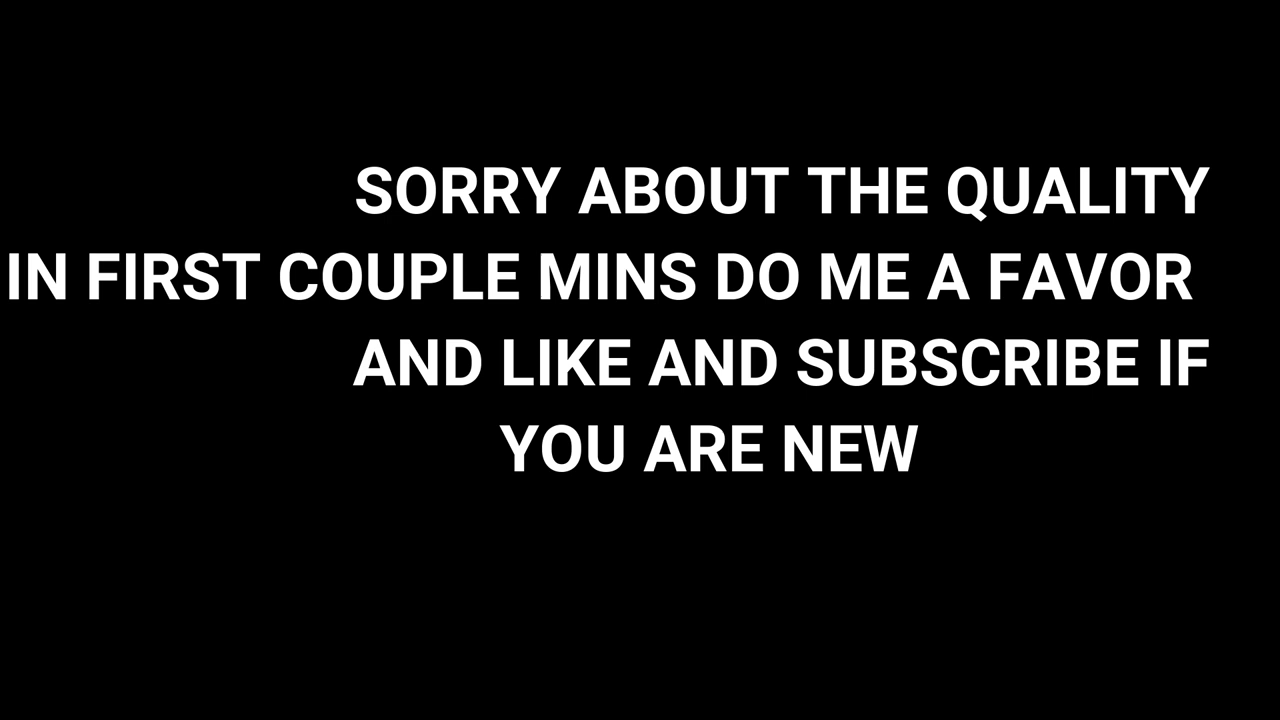 SORRY ABOUT THE QUALITY
IN FIRST COUPLE MINS DO ME A FAVOR
AND LIKE AND SUBSCRIBE IF
YOU ARE NEW